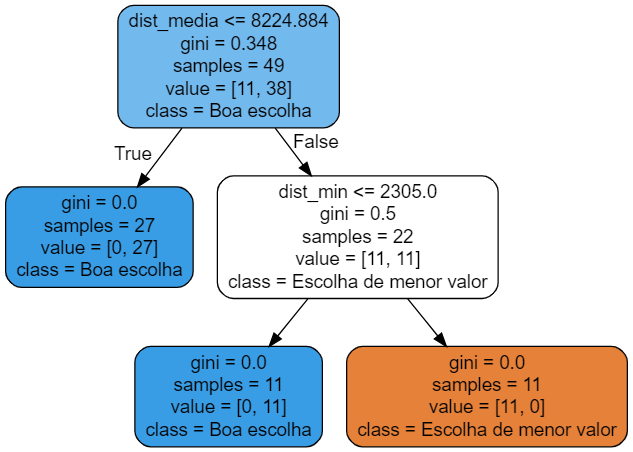 dist_media <= 8224.884
gini = 0.348
samples = 49
value = [11, 38]
class = Boa escolha
True
False
gini = 0.0
samples = 27
value = [0, 27]
class = Boa escolha
dist_min <= 2305.0
gini = 0.5
samples = 22
value = [11, 11]
class = Escolha de menor valor
gini = 0.0
samples = 11
value = [0, 11]
class = Boa escolha
gini = 0.0
samples = 11
value = [11, 0]
class = Escolha de menor valor